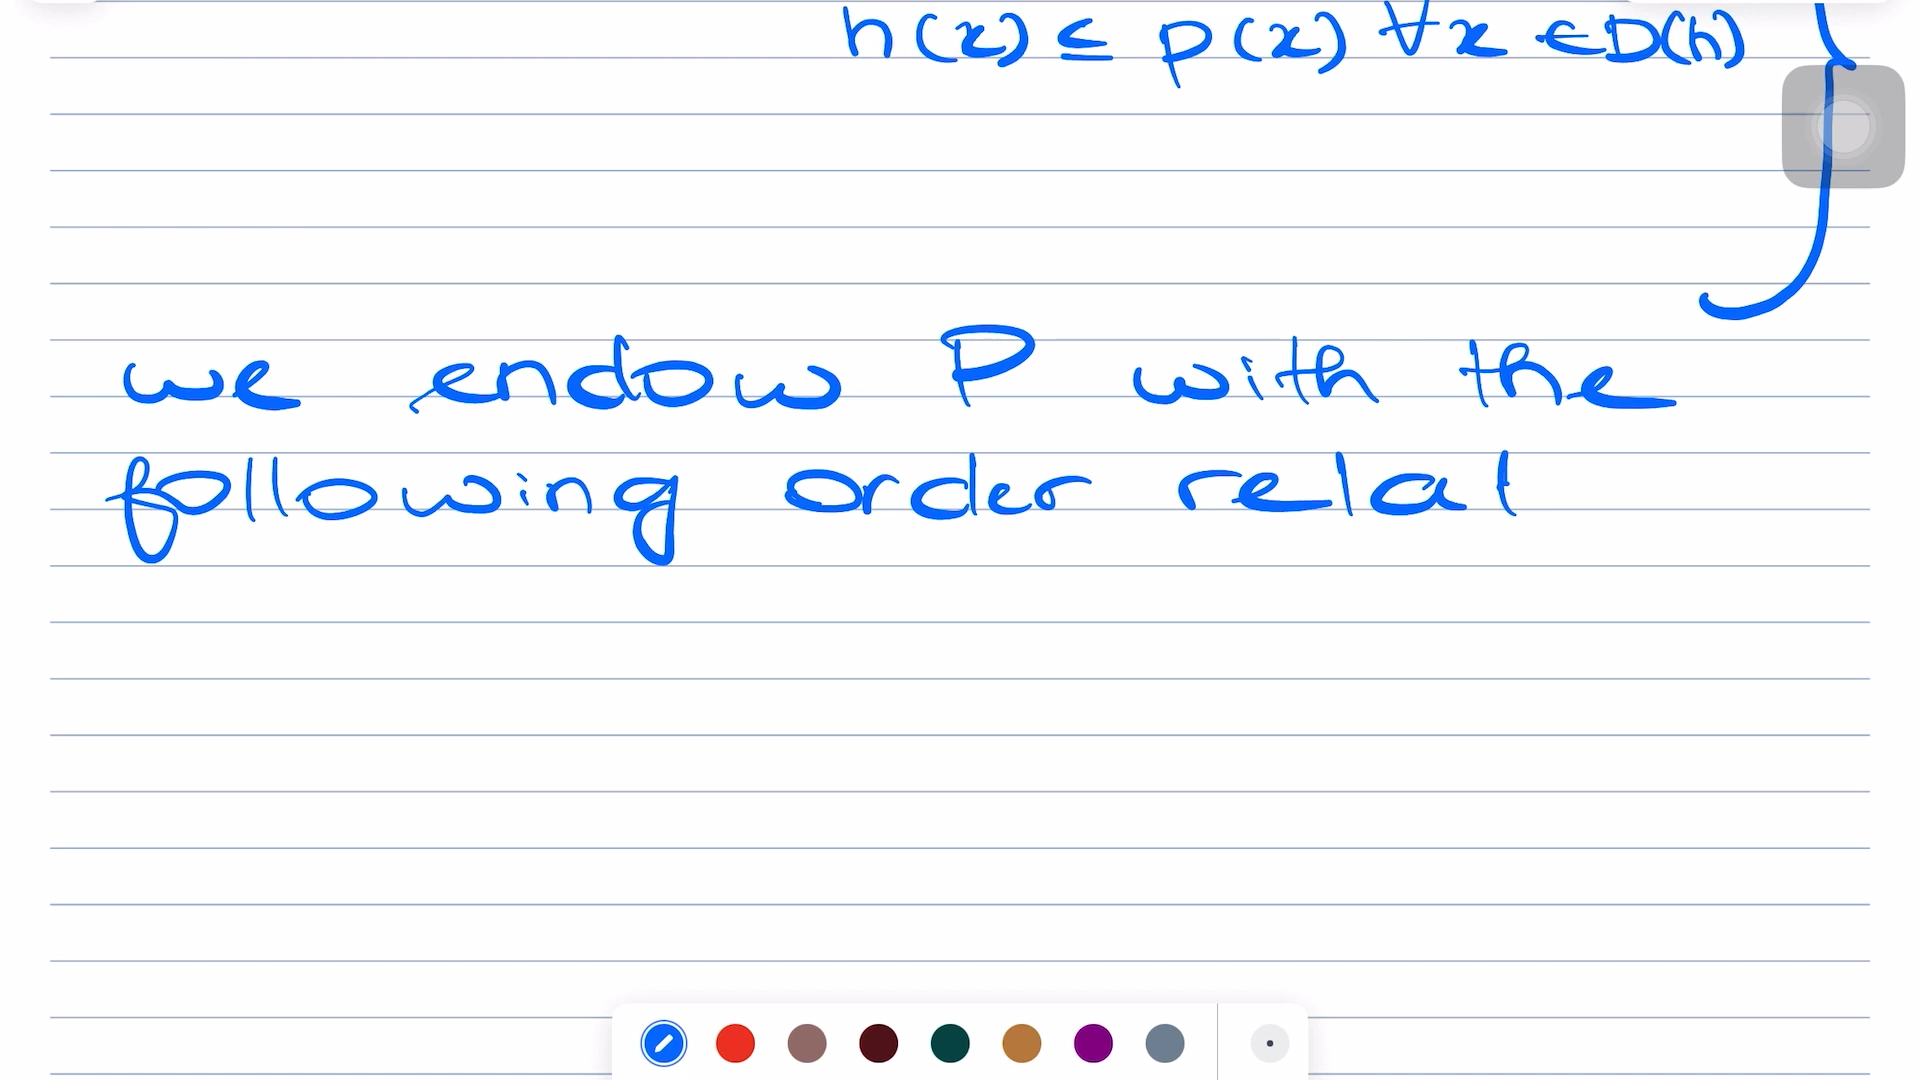 h(x) ≤ p(x) ∀x ∈ D(h)
we endow P with the
following order relat